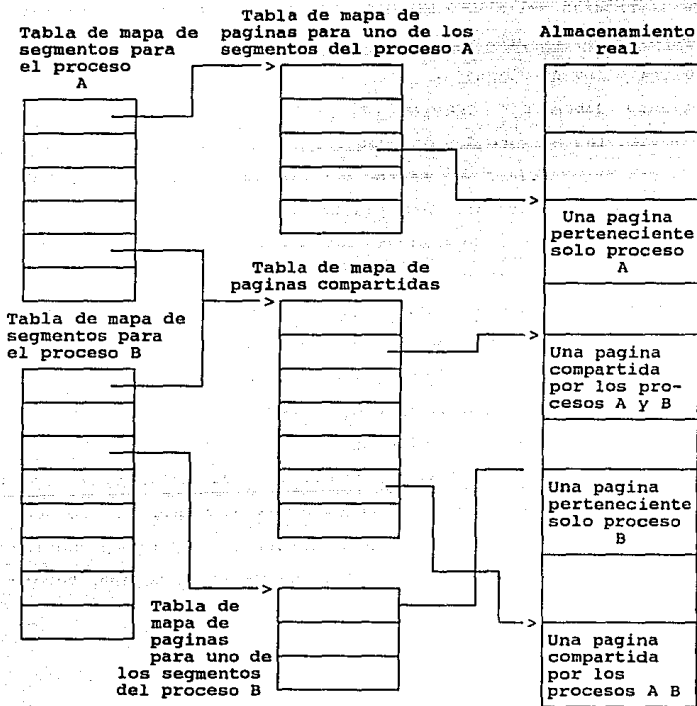 Tabla de mapa de
segmentos para
el proceso
A
Tabla de mapa de
paginas para uno de los
segmentos del proceso A
Almacenamiento
real
Una pagina
perteneciente
solo proceso
A
Tabla de mapa de
paginas compartidas
Tabla de mapa de
segmentos para
el proceso B
Una pagina
compartida
por los pro-
cesos A y B
Una pagina
perteneciente
solo proceso
B
Tabla de
mapa de
paginas
para uno de
los segmentos
del proceso B
Una pagina
compartida
por los
procesos A B